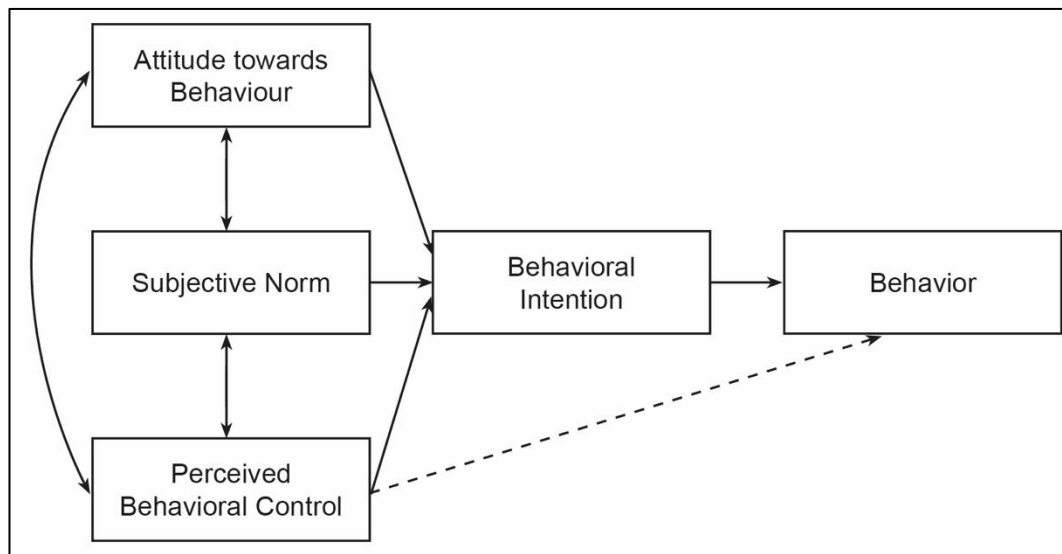 Attitude towards
Behaviour
Subjective Norm
Behavioral
Intention
Behavior
Perceived
Behavioral Control